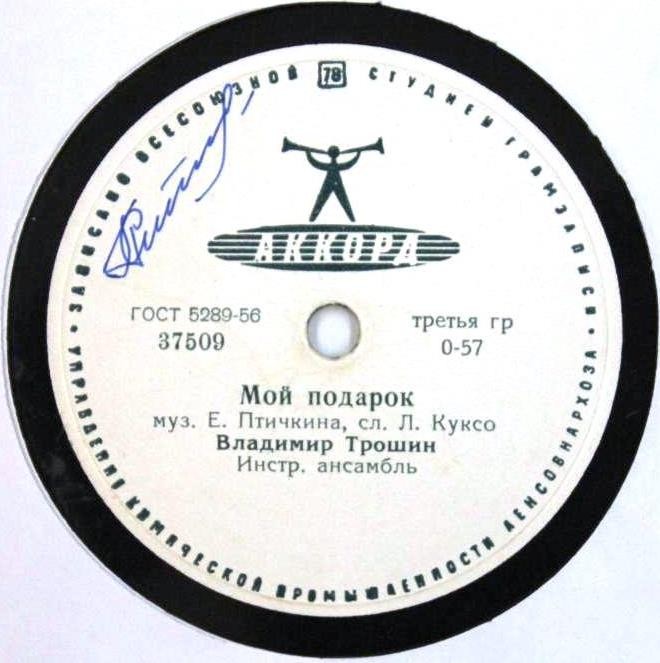 ЗАПИСАНО ВСЕСОЮЗНОЙ 78 СТУДИЕЙ ГРАМЗАПИСИ
АККОРД
ГОСТ 5289-56
37509
третья гр
0-57
Мой подарок
муз. Е. Птичкина, сл. Л. Куксо
Владимир Трошин
Инстр. ансамбль
УПРАВЛЕНИЕ ХИМИЧЕСКОЙ ПРОМЫШЛЕННОСТИ ЛЕНСОВНАРХОЗА